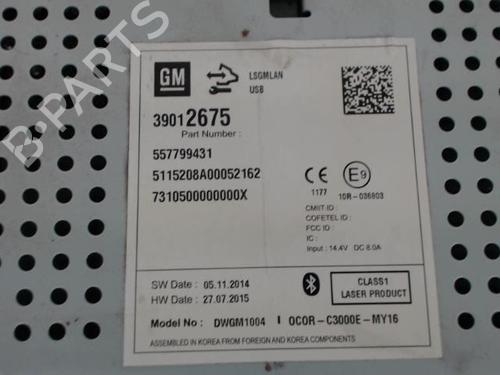 B-PARTS
GM
LSGMLAN
USB
39012675
Part Number :
557799431
5115208A00052162
7310500000000X
CE
1177
E9
10R-036803
CMIIT ID :
COFETEL ID :
FCC ID :
IC :
Input : 14.4V DC 8.0A
SW Date : 05.11.2014
HW Date : 27.07.2015
CLASS1
LASER PRODUCT
Model No : DWGM1004 I OCOR-C3000E-MY16
ASSEMBLED IN KOREA FROM FOREIGN AND KOREA COMPONENTS